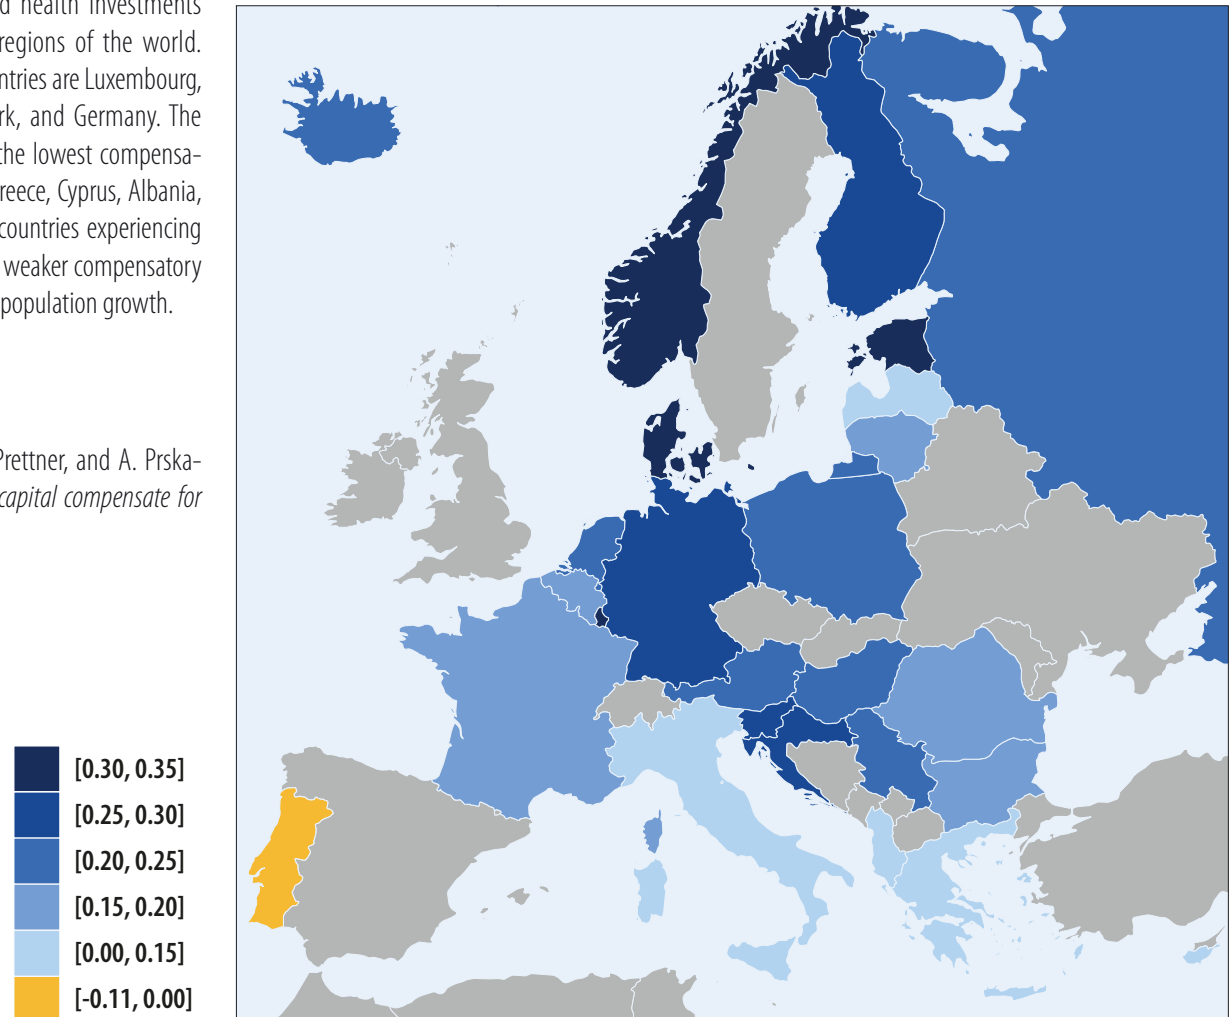 d health investments
regions of the world.
ntries are Luxembourg,
rk, and Germany. The
the lowest compensa-
reece, Cyprus, Albania,
countries experiencing
weaker compensatory
population growth.
Prettner, and A. Prska-
capital compensate for
[0.30, 0.35]
[0.25, 0.30]
[0.20, 0.25]
[0.15, 0.20]
[0.00, 0.15]
[-0.11, 0.00]